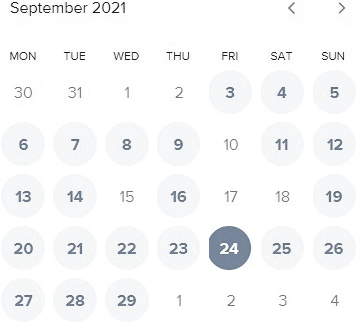 September 2021
MON TUE WED THU FRI SAT SUN
30 31 1 2 3 4 5
6 7 8 9 10 11 12
13 14 15 16 17 18 19
20 21 22 23 24 25 26
27 28 29 1 2 3 4